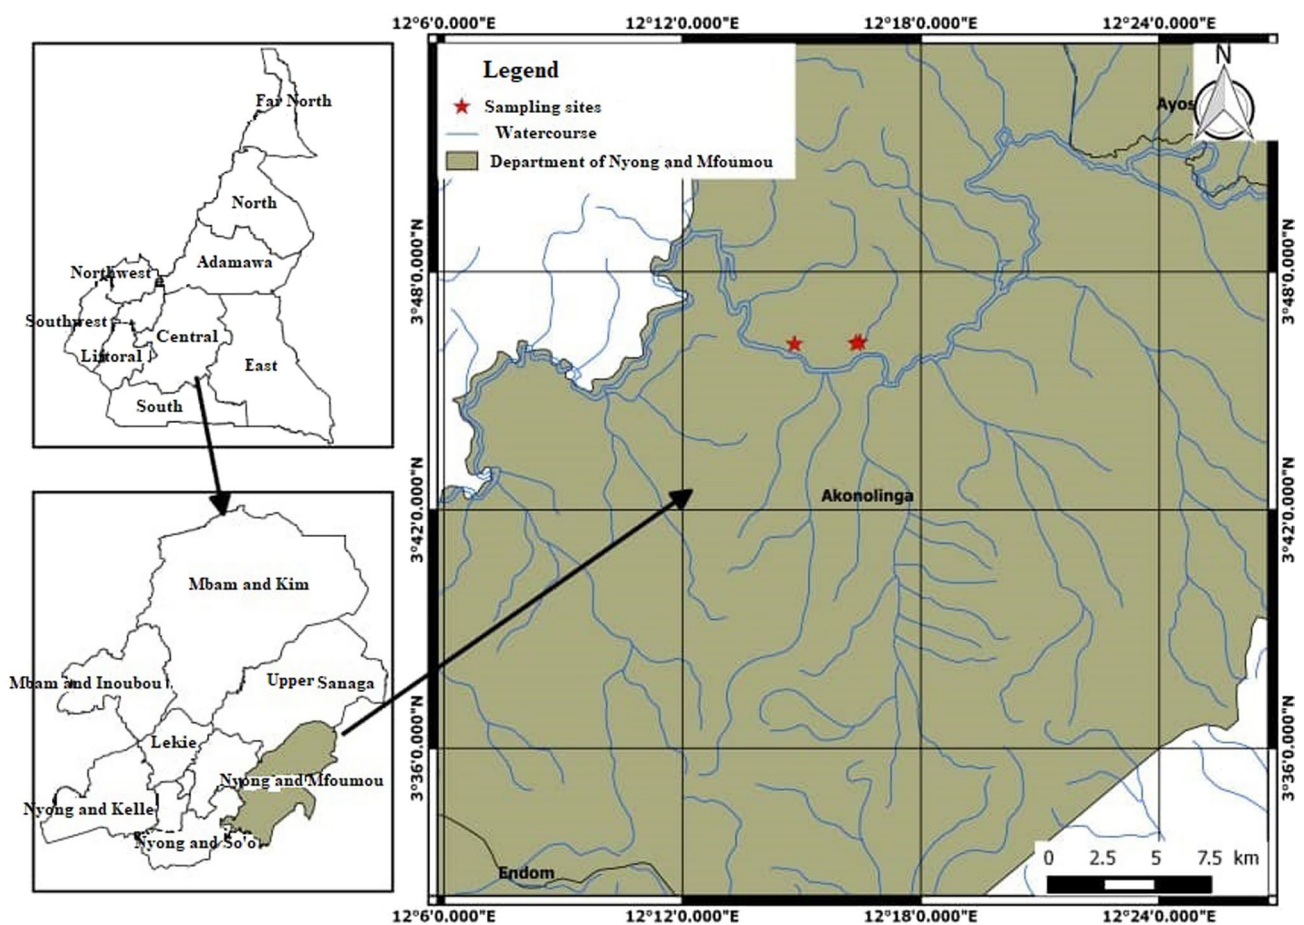 Far North
North
Adamawa
Northwest
Southwest
Central
Littoral
East
South
Mbam and Kim
Mbam and Inoubou
Upper Sanaga
Lekie
Nyong and Mfoumou
Nyong and Kelle
Nyong and So'o
12°6'0.000"E 12°12'0.000"E 12°18'0.000"E 12°24'0.000"E
Legend
Sampling sites
Watercourse
Department of Nyong and Mfoumou
N
Ayos
3°48'0.000"N 3°48'0.000"N
Akonolinga
3°42'0.000"N 3°42'0.000"N
3°36'0.000"N 3°36'0.000"N
Endom
0 2.5 5 7.5 km
12°6'0.000"E 12°12'0.000"E 12°18'0.000"E 12°24'0.000"E